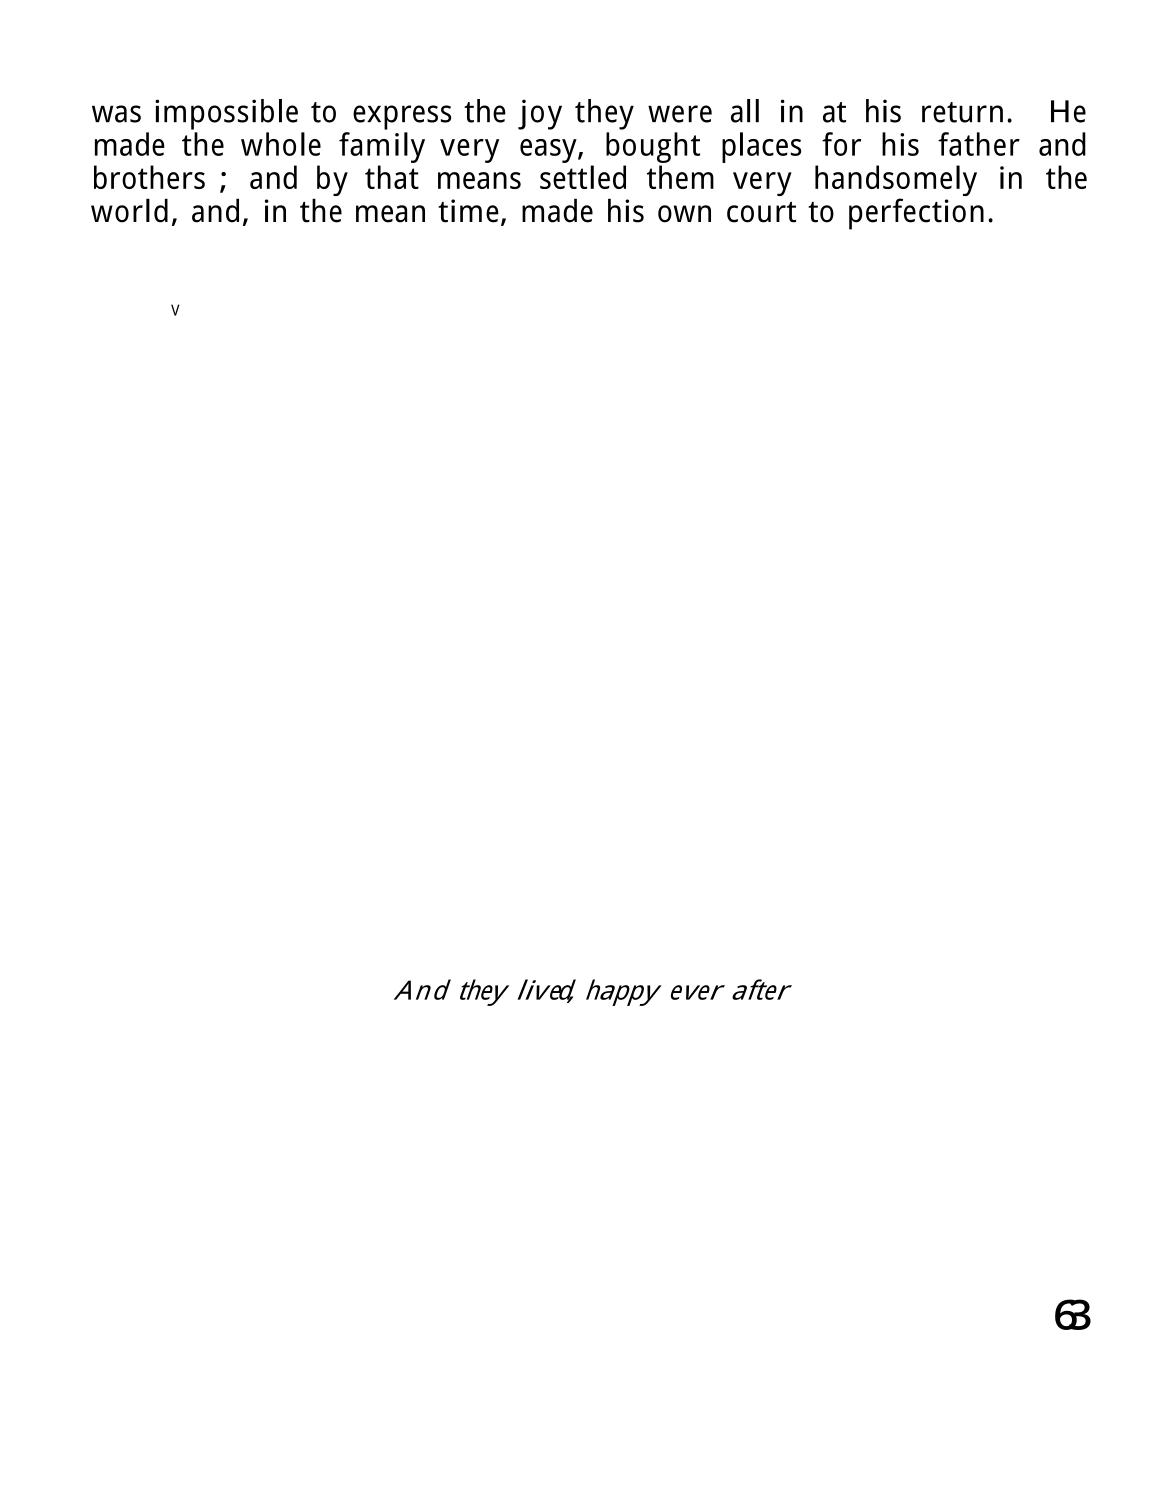 was impossible to express the joy they were all in at his return. He
made the whole family very easy, bought places for his father and
brothers ; and by that means settled them very handsomely in the
world, and, in the mean time, made his own court to perfection.
v
And they lived, happy ever after
63